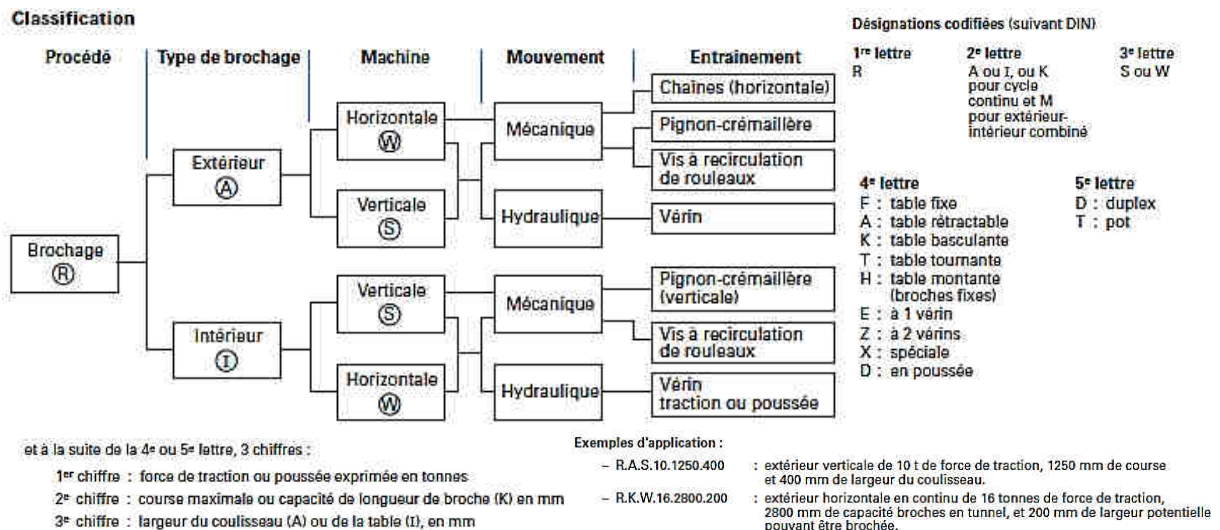 Classification
Procédé
Type de brochage
Machine
Mouvement
Entraînement
Brochage
R
Extérieur
A
Intérieur
I
Horizontale
W
Verticale
S
Verticale
S
Horizontale
W
Mécanique
Hydraulique
Mécanique
Hydraulique
Chaînes (horizontale)
Pignon-crémaillère
Vis à recirculation
de rouleaux
Vérin
Pignon-crémaillère
(verticale)
Vis à recirculation
de rouleaux
Vérin
traction ou poussée
Désignations codifiées (suivant DIN)
1re lettre
R
2e lettre
A ou I, ou K
pour cycle
continu et M
pour extérieur-
intérieur combiné
3e lettre
S ou W
4e lettre
F : table fixe
A : table rétractable
K : table basculante
T : table tournante
H : table montante
(broches fixes)
E : à 1 vérin
Z : à 2 vérins
X : spéciale
D : en poussée
5e lettre
D : duplex
T : pot
et à la suite de la 4e ou 5e lettre, 3 chiffres :
1er chiffre : force de traction ou poussée exprimée en tonnes
2e chiffre : course maximale ou capacité de longueur de broche (K) en mm
3e chiffre : largeur du coulisseau (A) ou de la table (I), en mm
Exemples d'application :
– R.A.S.10.1250.400 : extérieur verticale de 10 t de force de traction, 1250 mm de course
et 400 mm de largeur du coulisseau.
– R.K.W.16.2800.200 : extérieur horizontale en continu de 16 tonnes de force de traction,
2800 mm de capacité broches en tunnel, et 200 mm de largeur potentielle
pouvant être brochée.